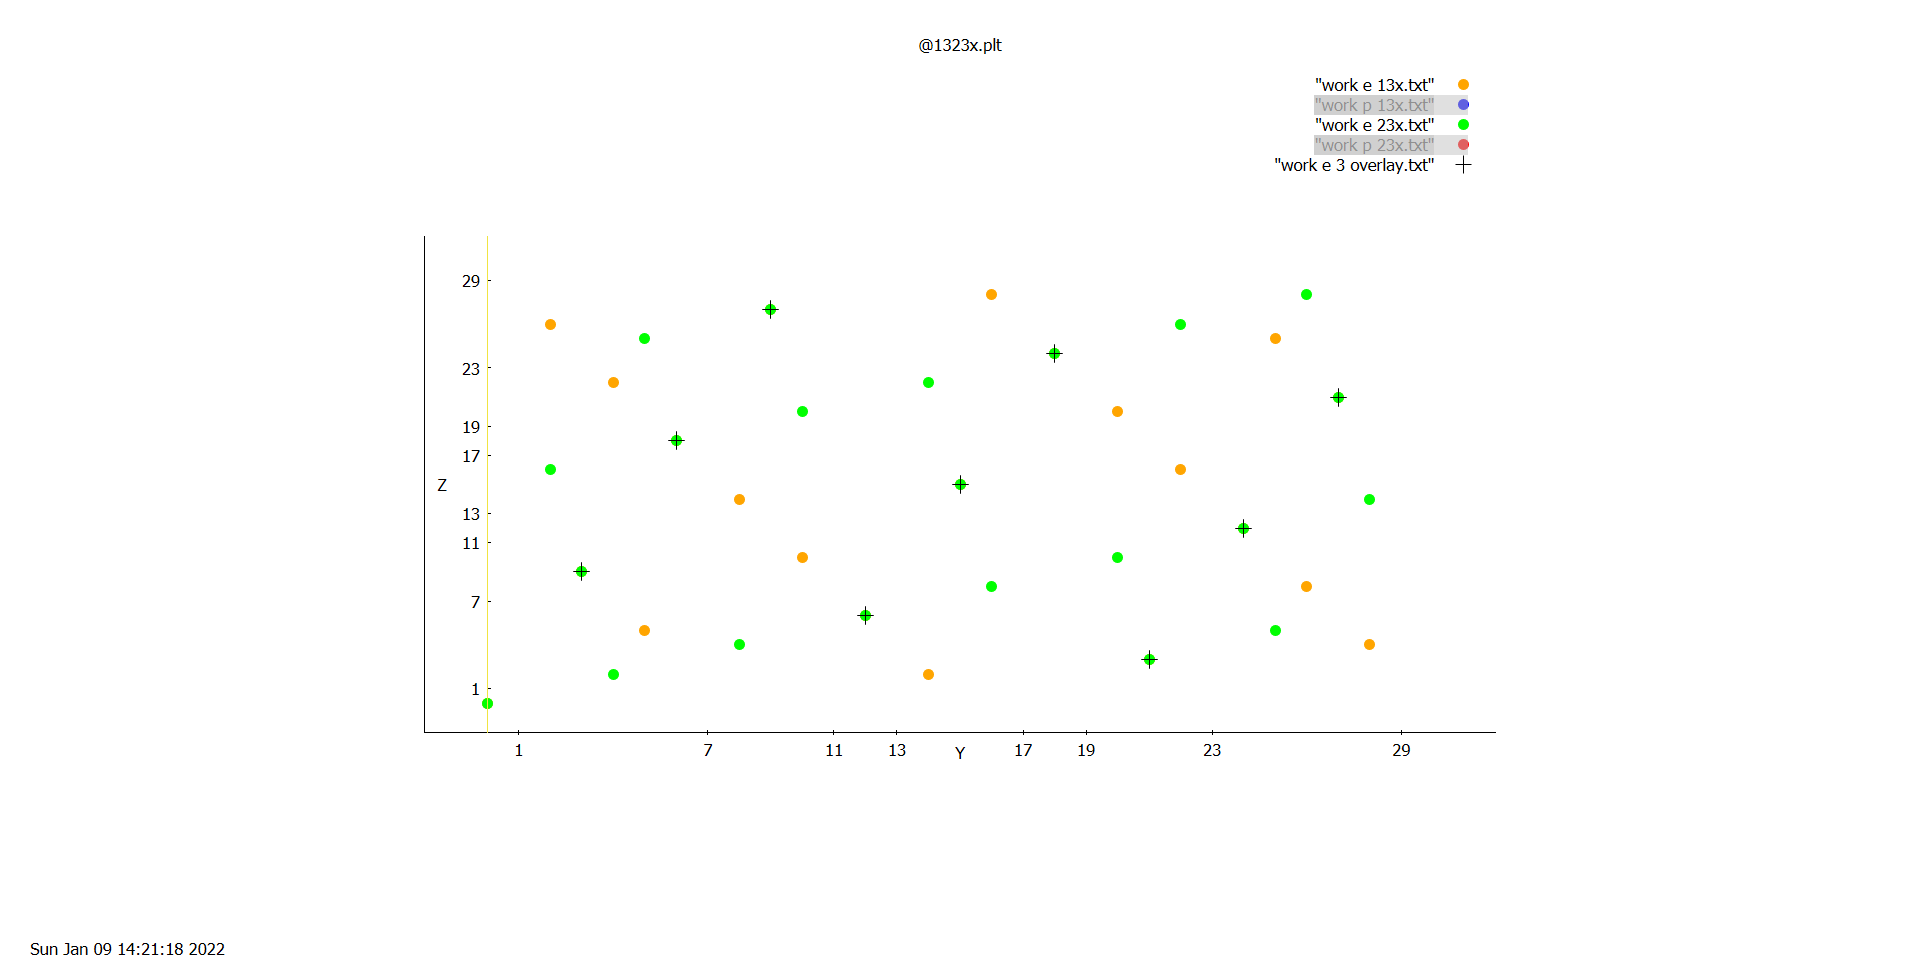 @1323x.plt
"work e 13x.txt"
"work p 13x.txt"
"work e 23x.txt"
"work p 23x.txt"
"work e 3 overlay.txt"
29
23
19
17
Z
13
11
7
1
1 7 11 13 Y 17 19 23 29
Sun Jan 09 14:21:18 2022